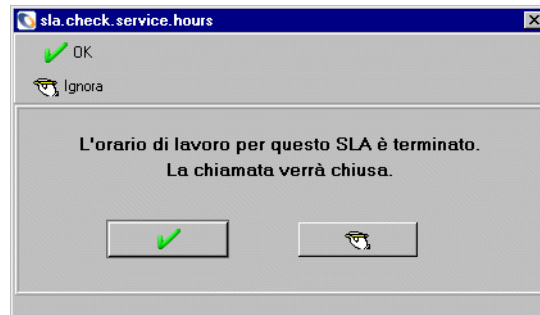 sla.check.service.hours
OK
Ignora
L'orario di lavoro per questo SLA è terminato.
La chiamata verrà chiusa.